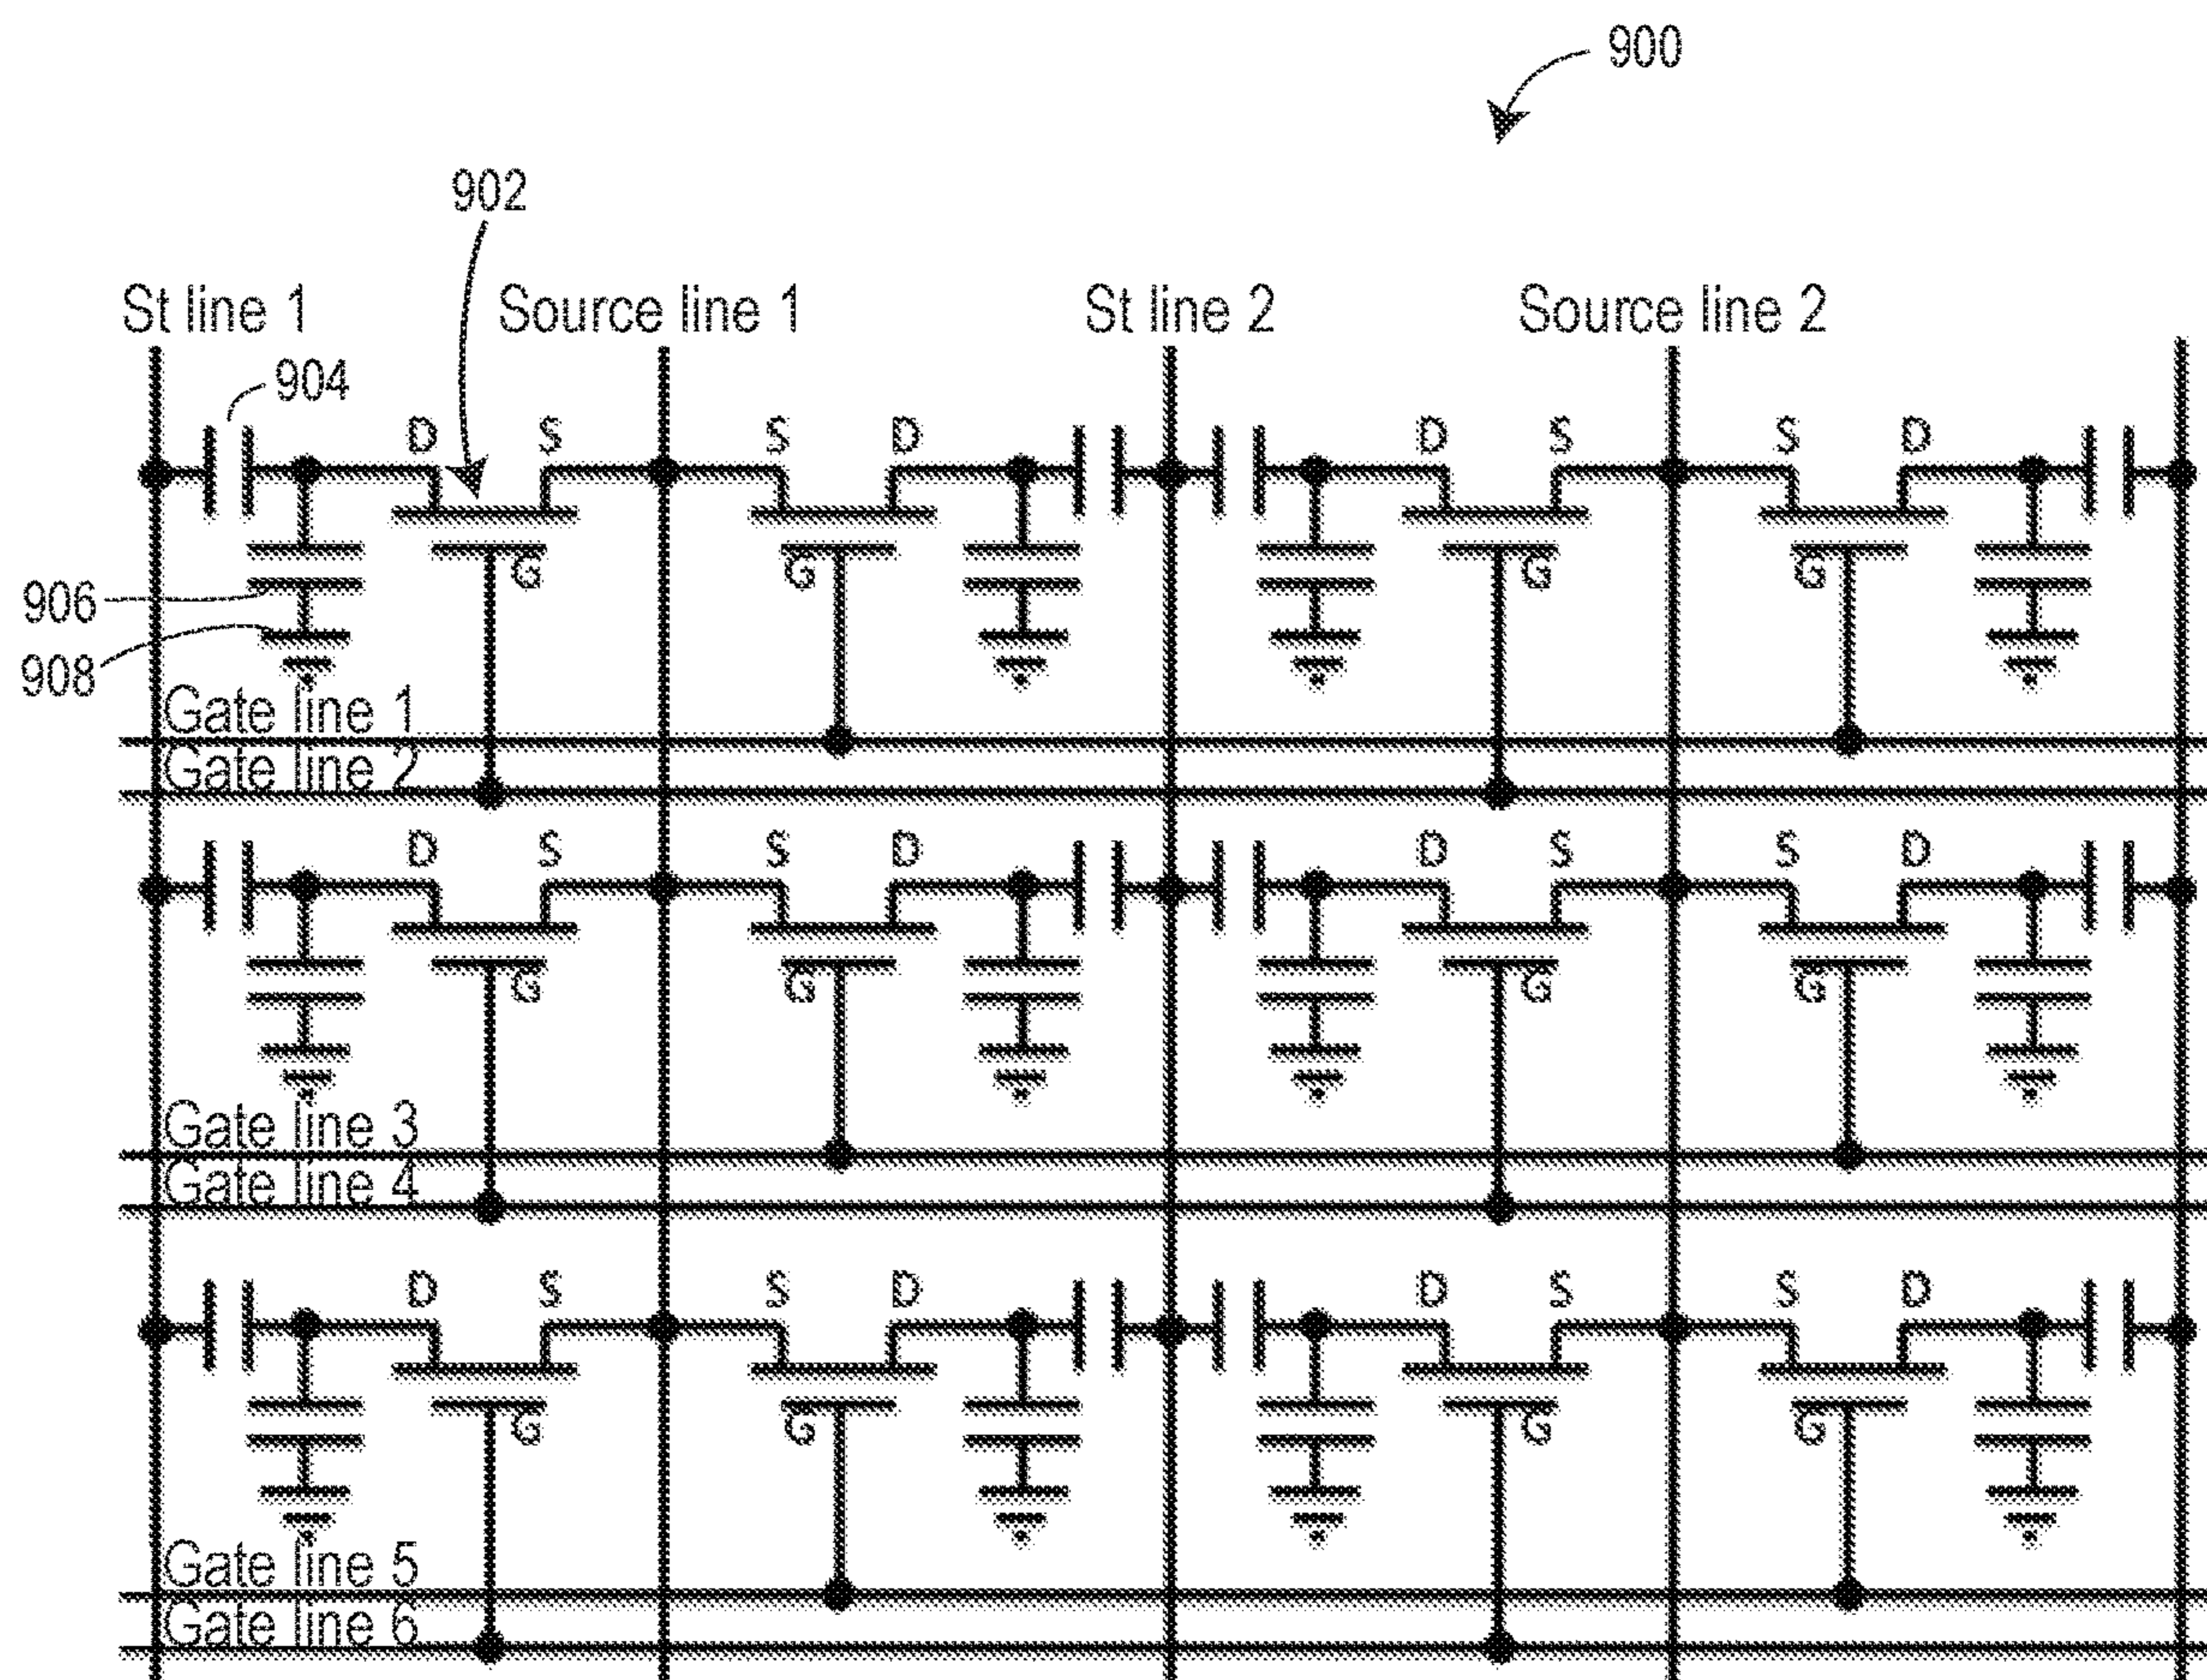 900
902
St line 1 Source line 1 St line 2 Source line 2
904
D S S D D S S D
G G G G
906
908
Gate line 1
Gate line 2
D S S D D S S D
G G G G
Gate line 3
Gate line 4
D S S D D S S D
G G G G
Gate line 5
Gate line 6